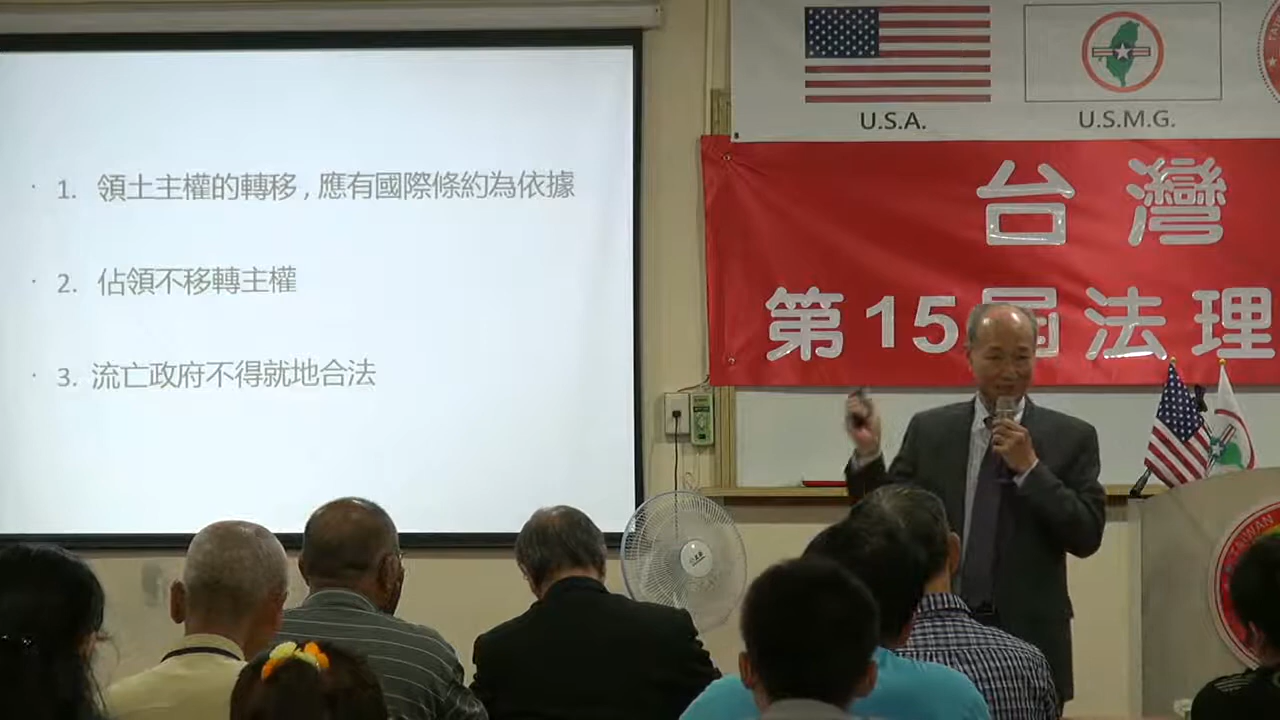 1. 領土主權的轉移，應有國際條約為依據
2. 佔領不移轉主權
3. 流亡政府不得就地合法
U.S.A.
U.S.M.G.
台灣
第15屆法理
TAIWAN